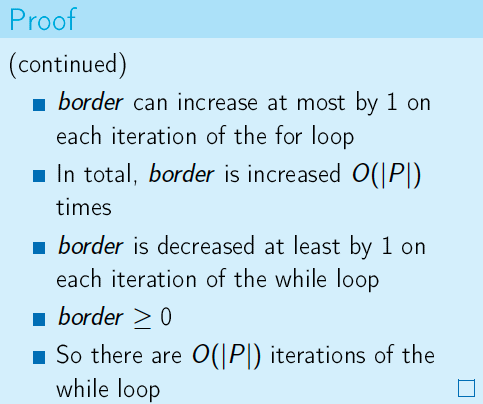 Proof
(continued)
■ border can increase at most by 1 on
each iteration of the for loop
■ In total, border is increased O(|P|)
times
■ border is decreased at least by 1 on
each iteration of the while loop
■ border ≥ 0
■ So there are O(|P|) iterations of the
while loop □